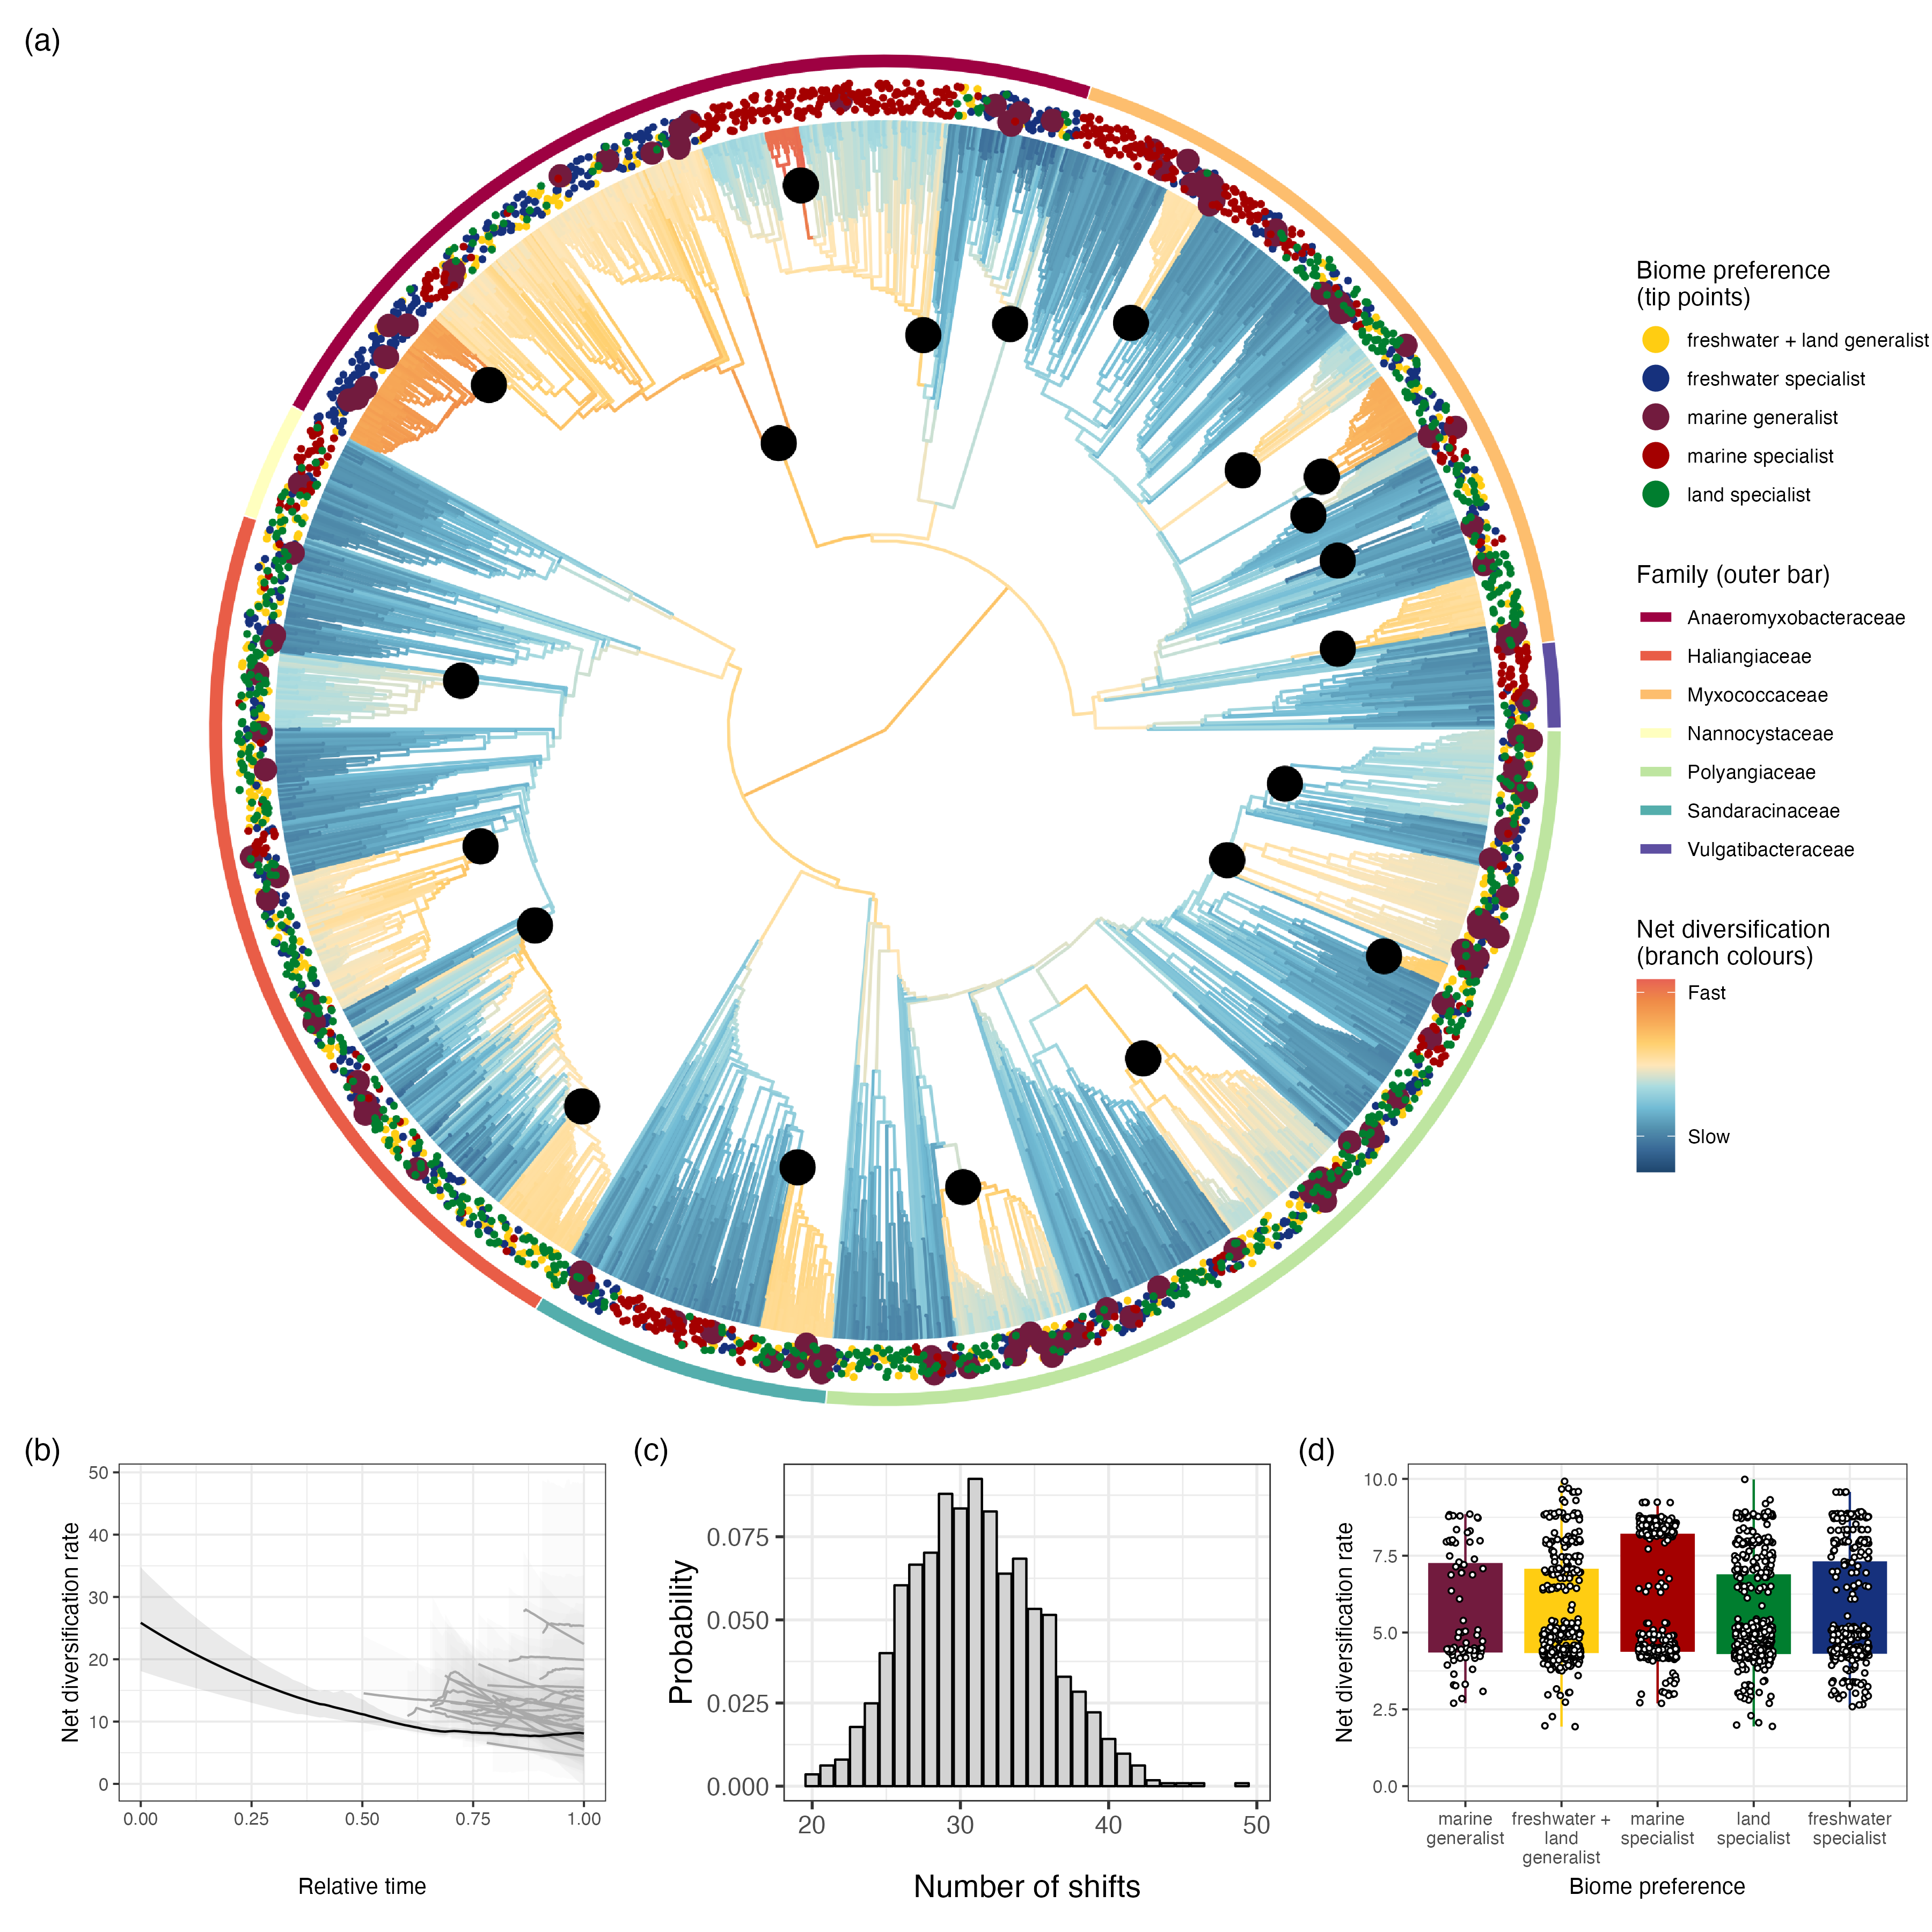 (a)
Biome preference
(tip points)
freshwater + land generalist
freshwater specialist
marine generalist
marine specialist
land specialist
Family (outer bar)
Anaeromyxobacteraceae
Haliangiaceae
Myxococcaceae
Nannocystaceae
Polyangiaceae
Sandaracinaceae
Vulgatibacteraceae
Net diversification
(branch colours)
Fast
Slow
(b)
Net diversification rate
50
40
30
20
10
0
0.00 0.25 0.50 0.75 1.00
Relative time
(c)
Probability
0.075
0.050
0.025
0.000
20 30 40 50
Number of shifts
(d)
Net diversification rate
10.0
7.5
5.0
2.5
0.0
marine
generalist
freshwater +
land
generalist
marine
specialist
land
specialist
freshwater
specialist
Biome preference